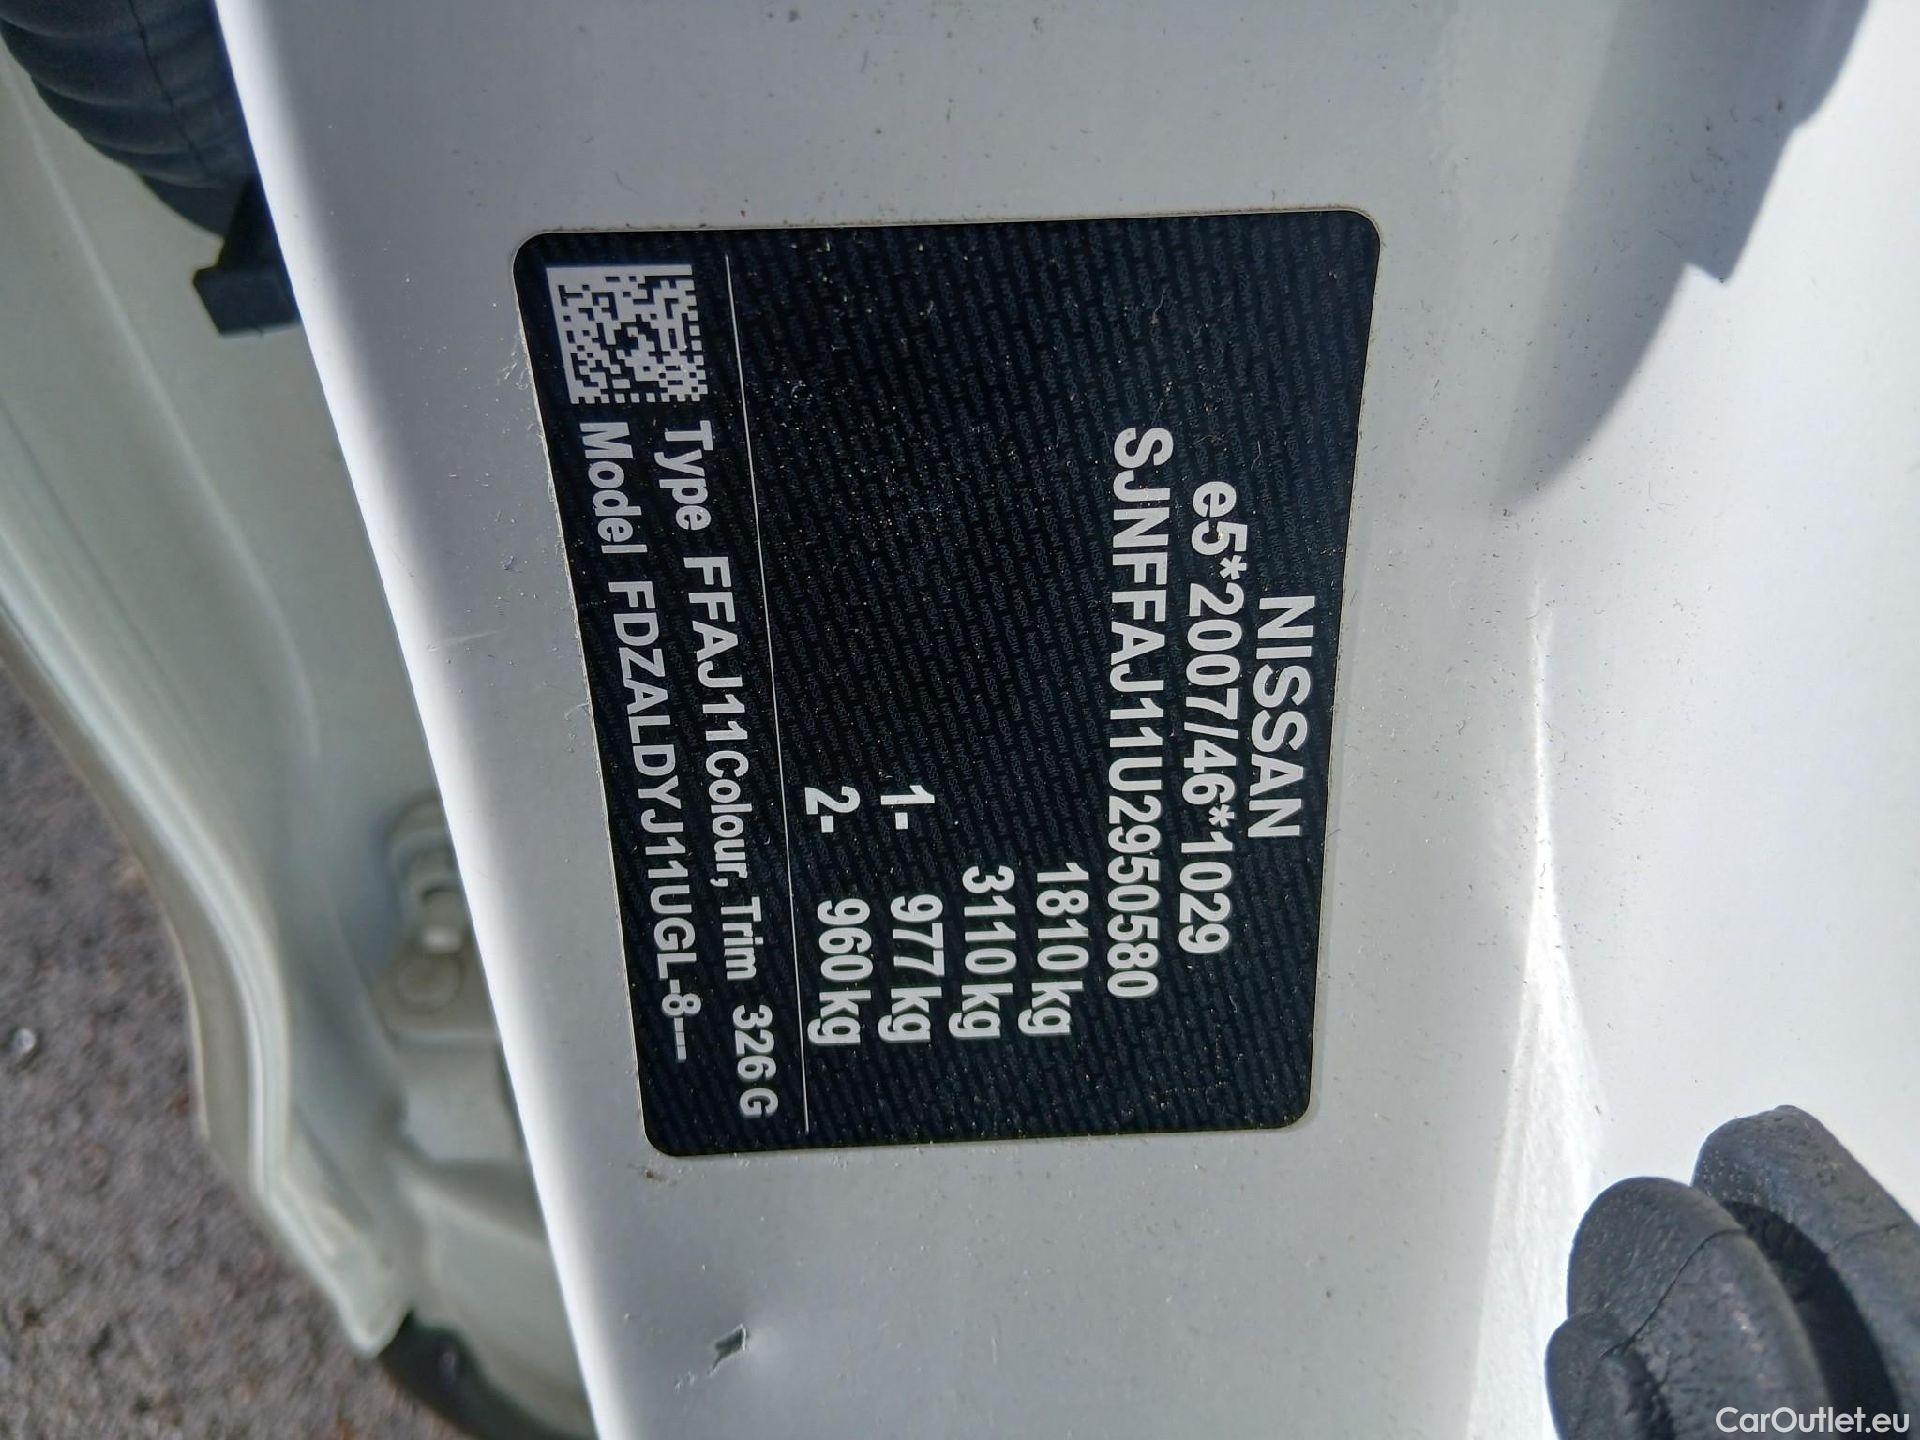 NISSAN
e5*2007/46*1029
SJNFFAJ11U2950580
1810 kg
3110 kg
1- 977 kg
2- 960 kg
Type FFAJ11 Colour, Trim 326 G
Model FDZALDYJ11UGL-8---
CarOutlet.eu